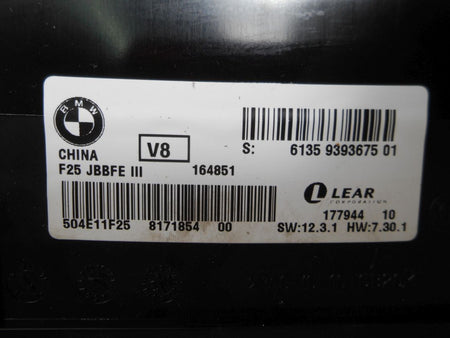 BMW
CHINA V8 S: 6135 9393675 01
F25 JBBFE III 164851
LEAR
CORPORATION
177944 10
504E11F25 8171854 00 SW:12.3.1 HW:7.30.1